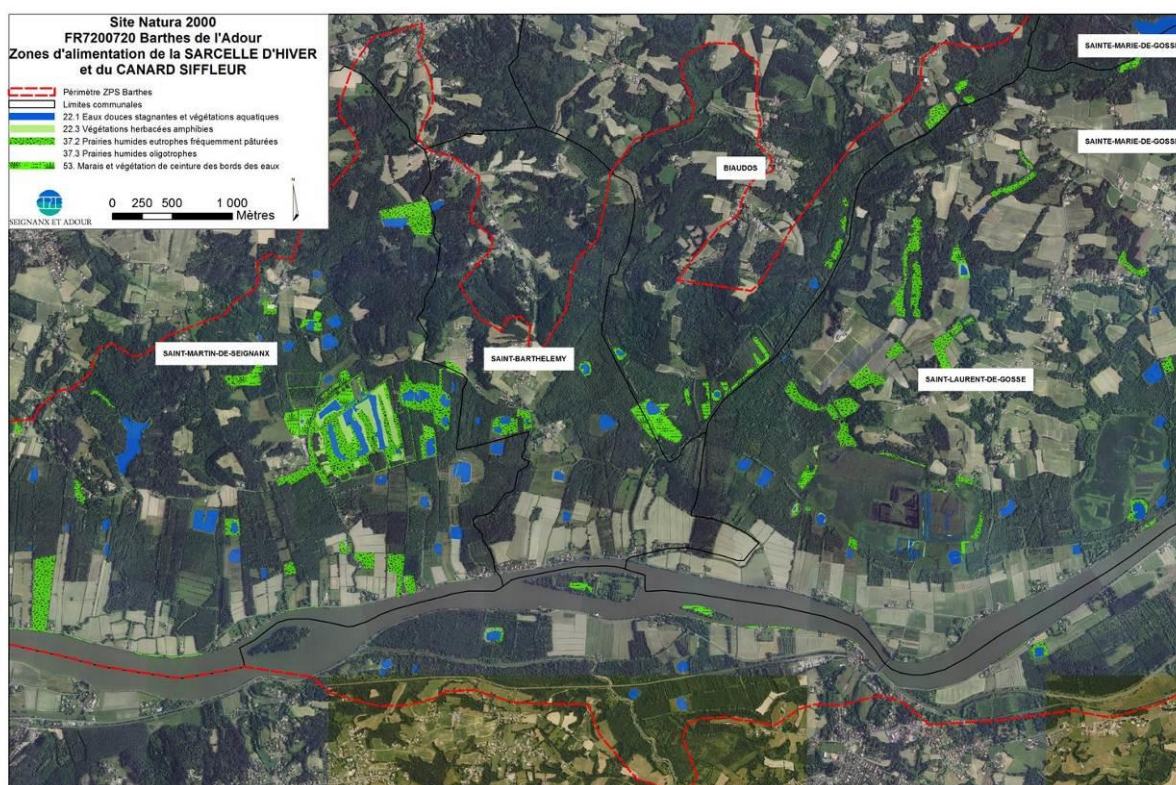 Site Natura 2000
FR7200720 Barthes de l'Adour
Zones d'alimentation de la SARCELLE D'HIVER
et du CANARD SIFFLEUR
Périmètre ZPS Barthes
Limites communales
22.1 Eaux douces stagnantes et végétations aquatiques
22.3 Végétations herbacées amphibies
37.2 Prairies humides eutrophes fréquemment pâturées
37.3 Prairies humides oligotrophes
53. Marais et végétation de ceinture des bords des eaux
N
CPIE
SEIGNANX ET ADOUR
0 250 500 1 000
Mètres
SAINTE-MARIE-DE-GOSSE
SAINTE-MARIE-DE-GOSSE
BIAUDOS
SAINT-MARTIN-DE-SEIGNANX
SAINT-BARTHELEMY
SAINT-LAURENT-DE-GOSSE